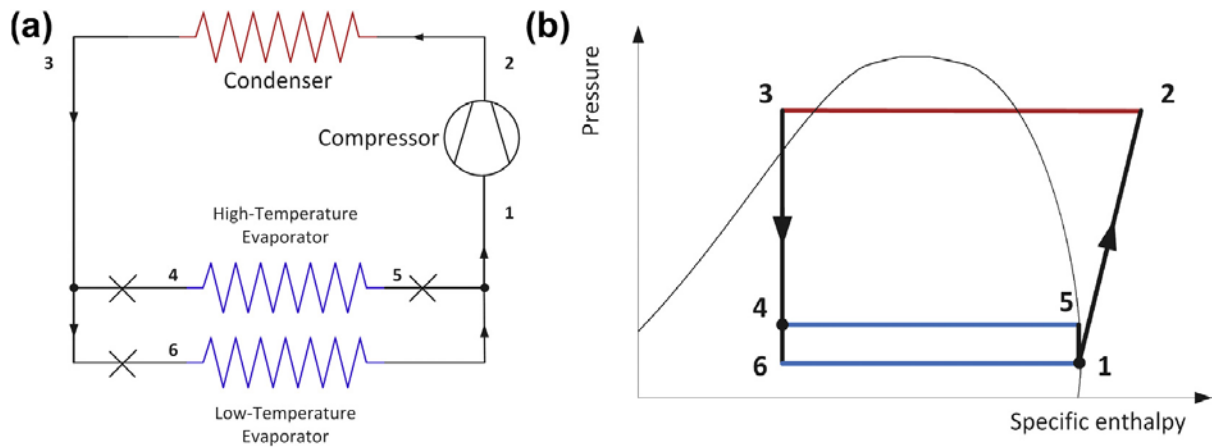 (a)
3
Condenser
2
Compressor
1
High-Temperature
Evaporator
4
5
6
Low-Temperature
Evaporator
(b)
Pressure
3
2
4
5
6
1
Specific enthalpy